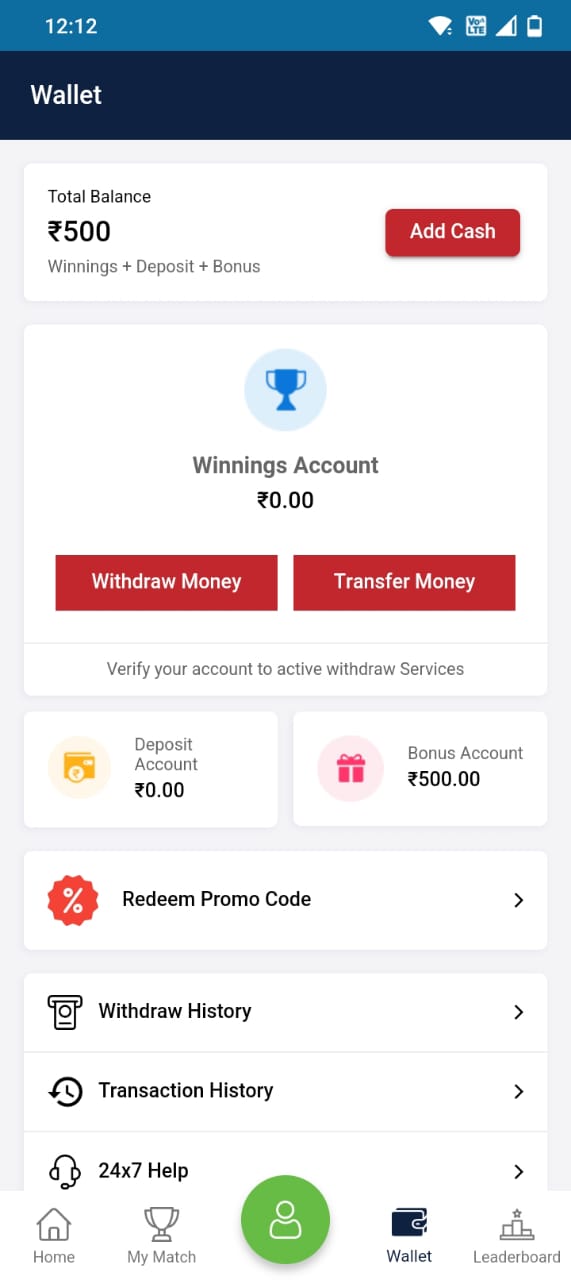 12:12
VoA
LTE
Wallet
Total Balance
₹500
Winnings + Deposit + Bonus
Add Cash
Winnings Account
₹0.00
Withdraw Money
Transfer Money
Verify your account to active withdraw Services
Deposit
Account
₹0.00
Bonus Account
₹500.00
Redeem Promo Code
Withdraw History
Transaction History
24x7 Help
Home
My Match
Wallet
Leaderboard